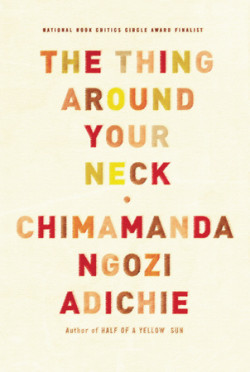 NATIONAL BOOK CRITICS CIRCLE AWARD FINALIST
THE THING
AROUND
YOUR
NECK
CHIMAMANDA
NGOZI
ADICHIE
Author of HALF OF A YELLOW SUN